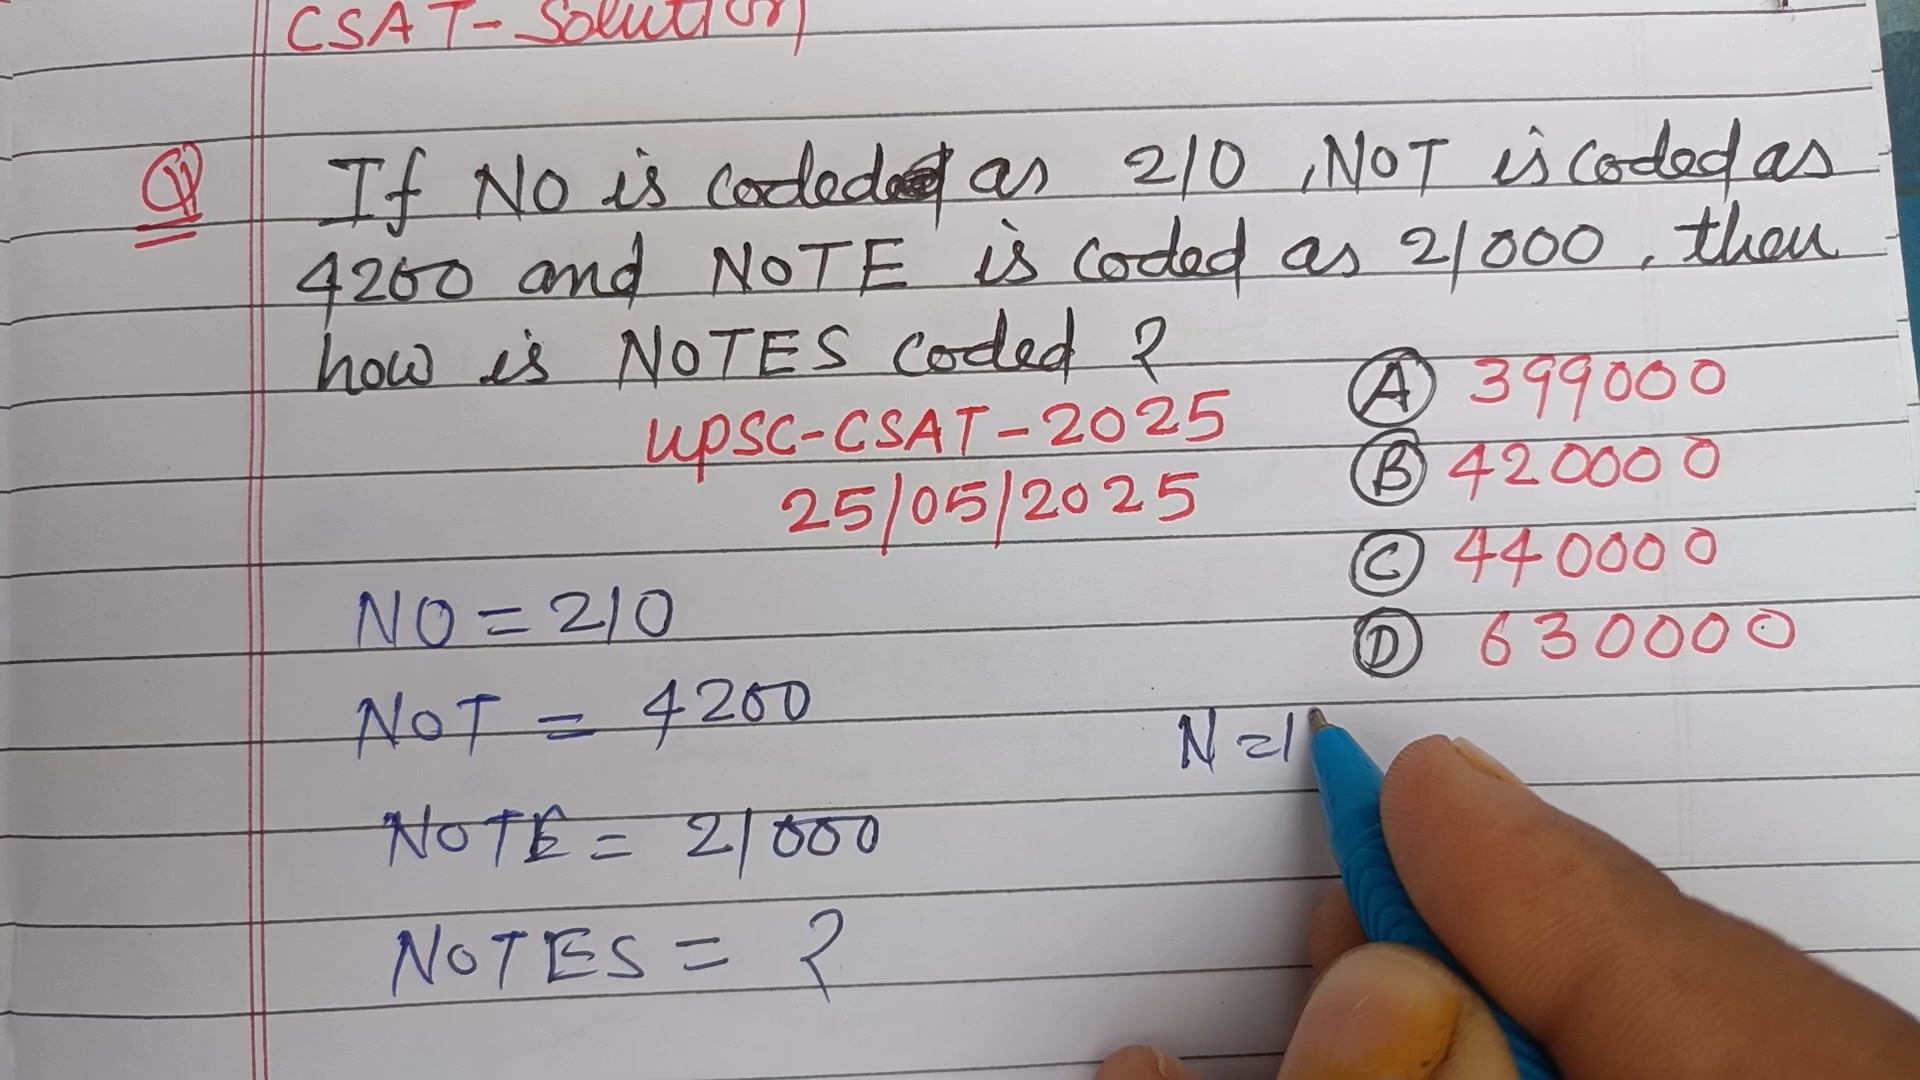 CSAT-Solution
Q If NO is coded as 210, NOT is coded as
4200 and NOTE is coded as 21000, then
how is NOTES coded ?
UPSC-CSAT-2025
25/05/2025
A 399000
B 420000
C 440000
D 630000
NO = 210
NOT = 4200
N = 1
NOTE = 21000
NOTES = ?